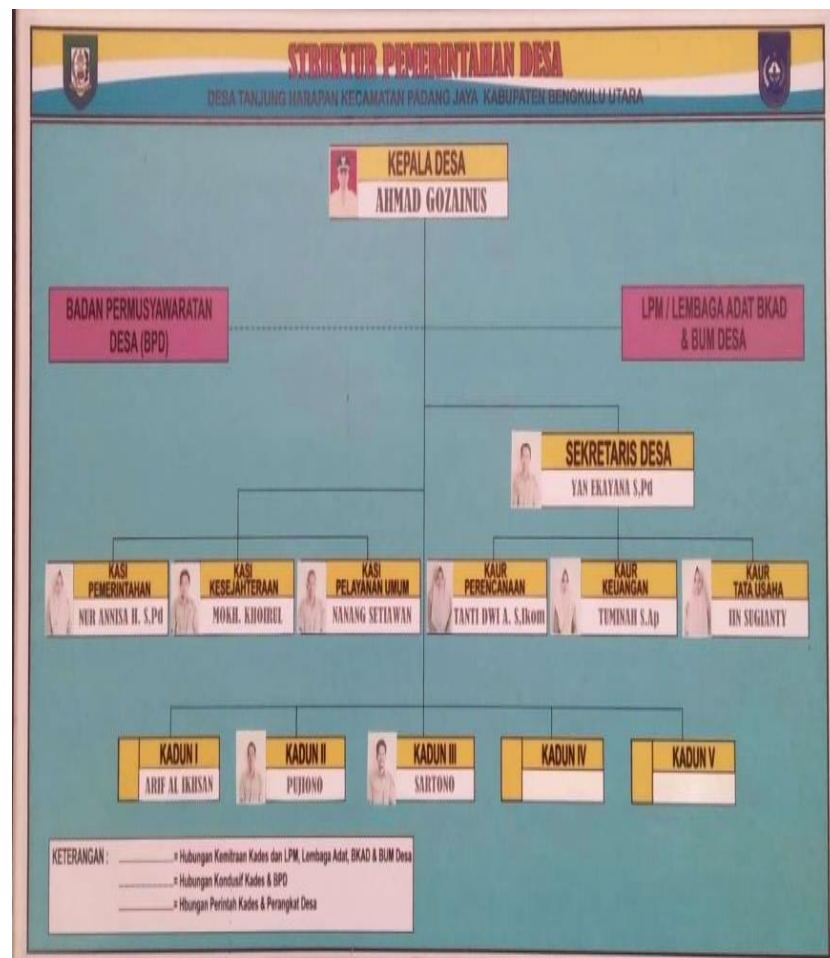 STRUKTUR PEMERINTAHAN DESA
DESA TANJUNG HARAPAN KECAMATAN PADANG JAYA KABUPATEN BENGKULU UTARA
KEPALA DESA
AHMAD GOZAINUS
BADAN PERMUSYAWARATAN
DESA (BPD)
LPM / LEMBAGA ADAT BKAD
& BUM DESA
SEKRETARIS DESA
YAN EKAYANA S,Pd
KASI
PEMERINTAHAN
NUR ANNISA H. S,Pd
KASI
KESEJAHTERAAN
MOKH. KHOIRUL
KASI
PELAYANAN UMUM
NANANG SETIAWAN
KAUR
PERENCANAAN
TANTI DWI A. S,Ikom
KAUR
KEUANGAN
TUMINAH S.Ap
KAUR
TATA USAHA
IIN SUGIANTY
KADUN I
ARIF AL IKHSAN
KADUN II
PUJIONO
KADUN III
SARTONO
KADUN IV
KADUN V
KETERANGAN :
= Hubungan Kemitraan Kades dan LPM, Lembaga Adat, BKAD & BUM Desa
= Hubungan Kondusif Kades & BPD
= Hbungan Perintah Kades & Perangkat Desa